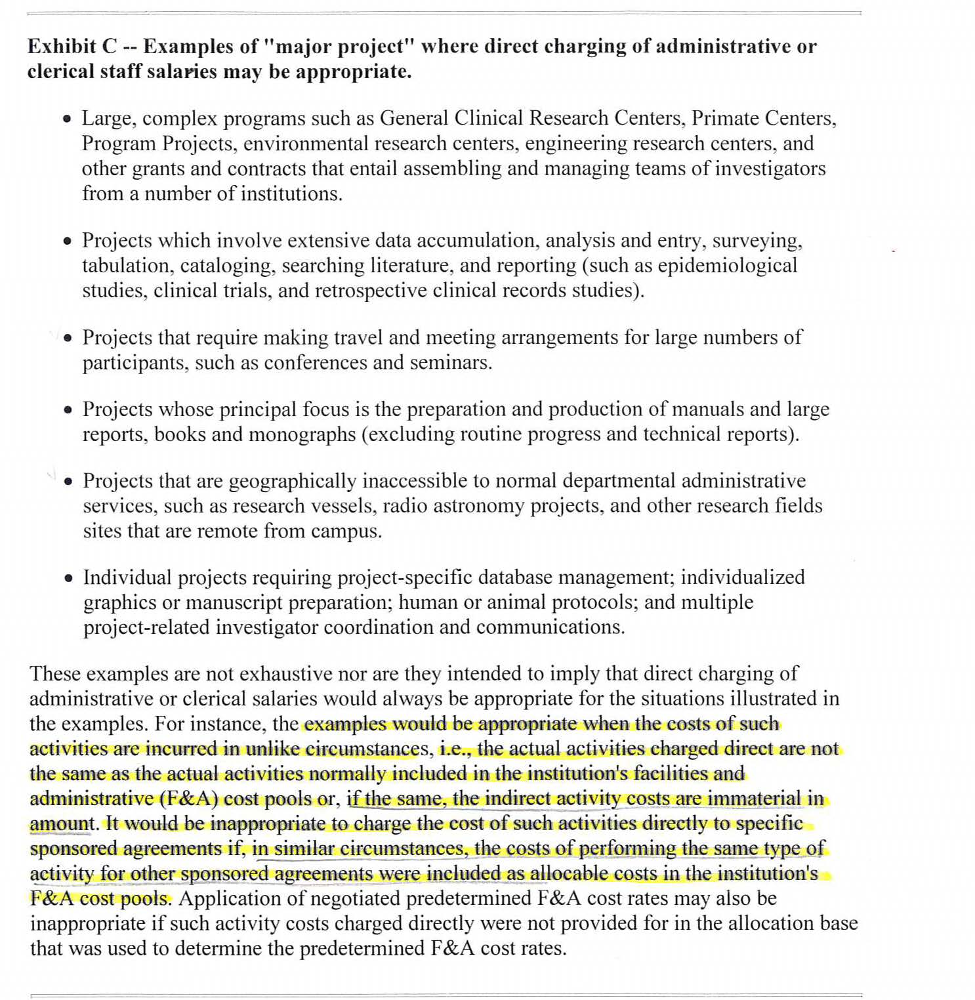 Exhibit C -- Examples of "major project" where direct charging of administrative or
clerical staff salaries may be appropriate.
• Large, complex programs such as General Clinical Research Centers, Primate Centers,
Program Projects, environmental research centers, engineering research centers, and
other grants and contracts that entail assembling and managing teams of investigators
from a number of institutions.
• Projects which involve extensive data accumulation, analysis and entry, surveying,
tabulation, cataloging, searching literature, and reporting (such as epidemiological
studies, clinical trials, and retrospective clinical records studies).
• Projects that require making travel and meeting arrangements for large numbers of
participants, such as conferences and seminars.
• Projects whose principal focus is the preparation and production of manuals and large
reports, books and monographs (excluding routine progress and technical reports).
• Projects that are geographically inaccessible to normal departmental administrative
services, such as research vessels, radio astronomy projects, and other research fields
sites that are remote from campus.
• Individual projects requiring project-specific database management; individualized
graphics or manuscript preparation; human or animal protocols; and multiple
project-related investigator coordination and communications.
These examples are not exhaustive nor are they intended to imply that direct charging of
administrative or clerical salaries would always be appropriate for the situations illustrated in
the examples. For instance, the examples would be appropriate when the costs of such
activities are incurred in unlike circumstances, i.e., the actual activities charged direct are not
the same as the actual activities normally included in the institution's facilities and
administrative (F&A) cost pools or, if the same, the indirect activity costs are immaterial in
amount. It would be inappropriate to charge the cost of such activities directly to specific
sponsored agreements if, in similar circumstances, the costs of performing the same type of
activity for other sponsored agreements were included as allocable costs in the institution's
F&A cost pools. Application of negotiated predetermined F&A cost rates may also be
inappropriate if such activity costs charged directly were not provided for in the allocation base
that was used to determine the predetermined F&A cost rates.